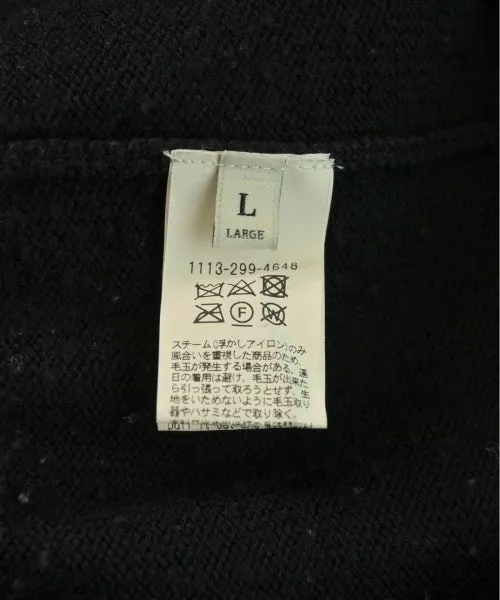 L
LARGE
1113-299-4648
F
W
スチーム(浮かしアイロン)のみ
風合いを重視した商品のため、
毛玉が発生する場合がある、連
日の着用は避け、毛玉が出来た
ら引っ張って取ろうとせず、生
地をいためないように毛玉取り
器やハサミなどで取り除く。